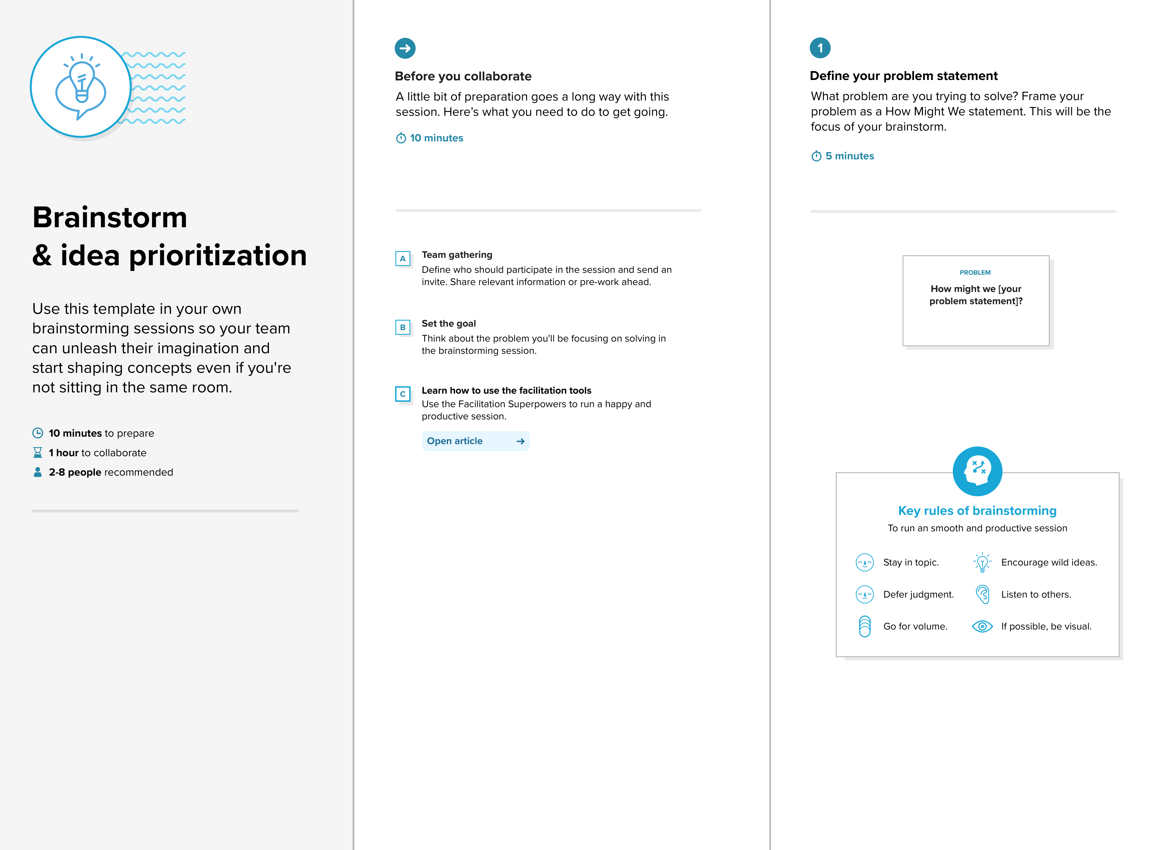 Brainstorm
& idea prioritization
Use this template in your own
brainstorming sessions so your team
can unleash their imagination and
start shaping concepts even if you're
not sitting in the same room.
10 minutes to prepare
1 hour to collaborate
2-8 people recommended
Before you collaborate
A little bit of preparation goes a long way with this
session. Here's what you need to do to get going.
10 minutes
A
Team gathering
Define who should participate in the session and send an
invite. Share relevant information or pre-work ahead.
B
Set the goal
Think about the problem you'll be focusing on solving in
the brainstorming session.
C
Learn how to use the facilitation tools
Use the Facilitation Superpowers to run a happy and
productive session.
Open article
1
Define your problem statement
What problem are you trying to solve? Frame your
problem as a How Might We statement. This will be the
focus of your brainstorm.
5 minutes
PROBLEM
How might we [your
problem statement]?
Key rules of brainstorming
To run an smooth and productive session
Stay in topic.
Encourage wild ideas.
Defer judgment.
Listen to others.
Go for volume.
If possible, be visual.